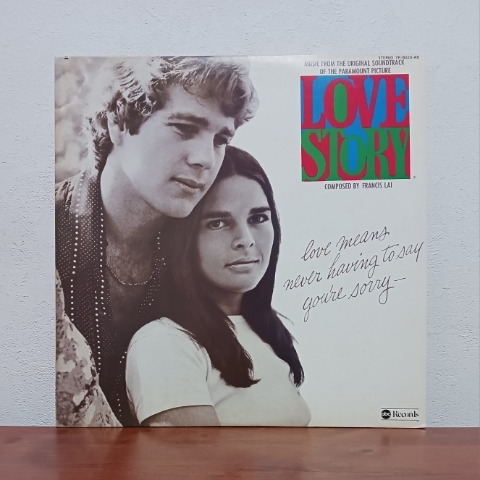 MUSIC FROM THE ORIGINAL SOUNDTRACK
OF THE PARAMOUNT PICTURE
LOVE
STORY
COMPOSED BY FRANCIS LAI
love means
never having to say
you're sorry—
abc Records